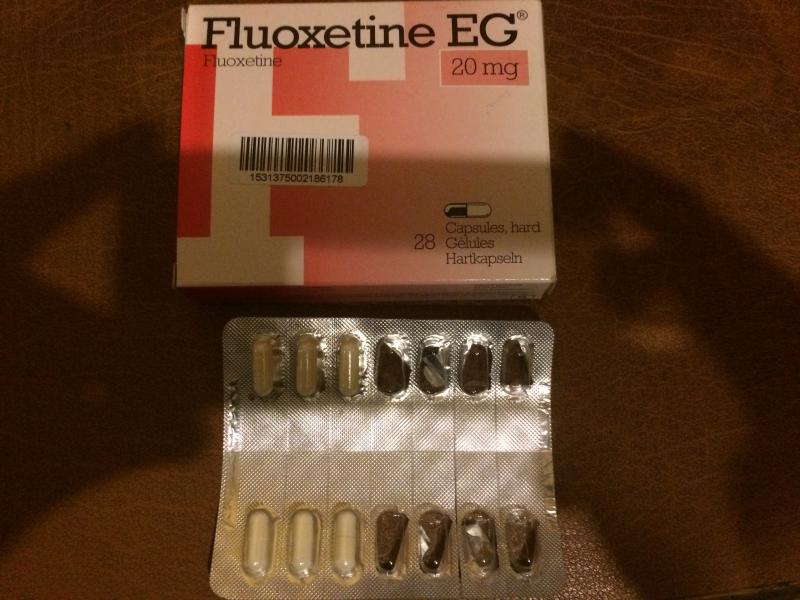 Fluoxetine EG®
Fluoxetine
20 mg
1531375002186178
28
Capsules, hard
Gélules
Hartkapseln